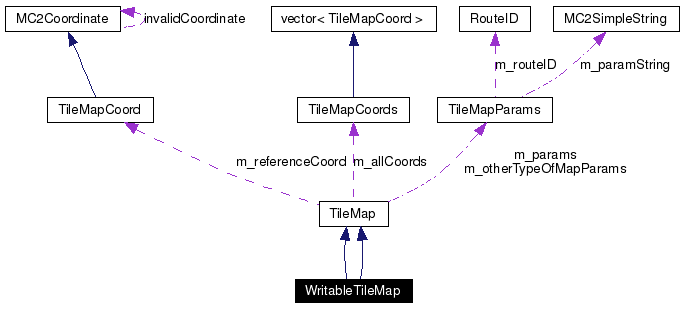 MC2Coordinate
invalidCoordinate
vector< TileMapCoord >
RouteID
MC2SimpleString
m_routeID
m_paramString
TileMapCoord
TileMapCoords
TileMapParams
m_referenceCoord
m_allCoords
m_params
m_otherTypeOfMapParams
TileMap
WritableTileMap